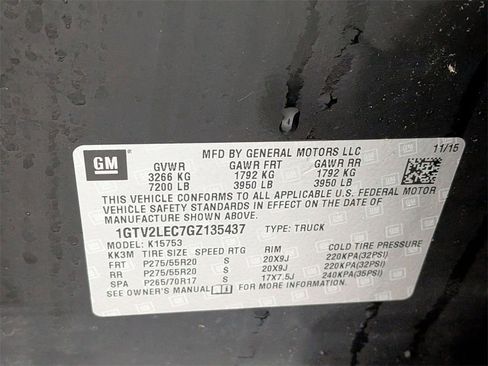 GM
MFD BY GENERAL MOTORS LLC 11/15
GVWR GAWR FRT GAWR RR
3266 KG 1792 KG 1792 KG
7200 LB 3950 LB 3950 LB
THIS VEHICLE CONFORMS TO ALL APPLICABLE U.S. FEDERAL MOTOR
VEHICLE SAFETY STANDARDS IN EFFECT ON THE DATE OF
MANUFACTURE SHOWN ABOVE.
1GTV2LEC7GZ135437 TYPE: TRUCK
MODEL: K15753
KK3M TIRE SIZE SPEED RTG RIM COLD TIRE PRESSURE
FRT P275/55R20 S 20X9J 220KPA(32PSI)
RR P275/55R20 S 20X9J 220KPA(32PSI)
SPA P265/70R17 S 17X7.5J 240KPA(35PSI)
SEE OWNER'S MANUAL FOR MORE INFORMATION.